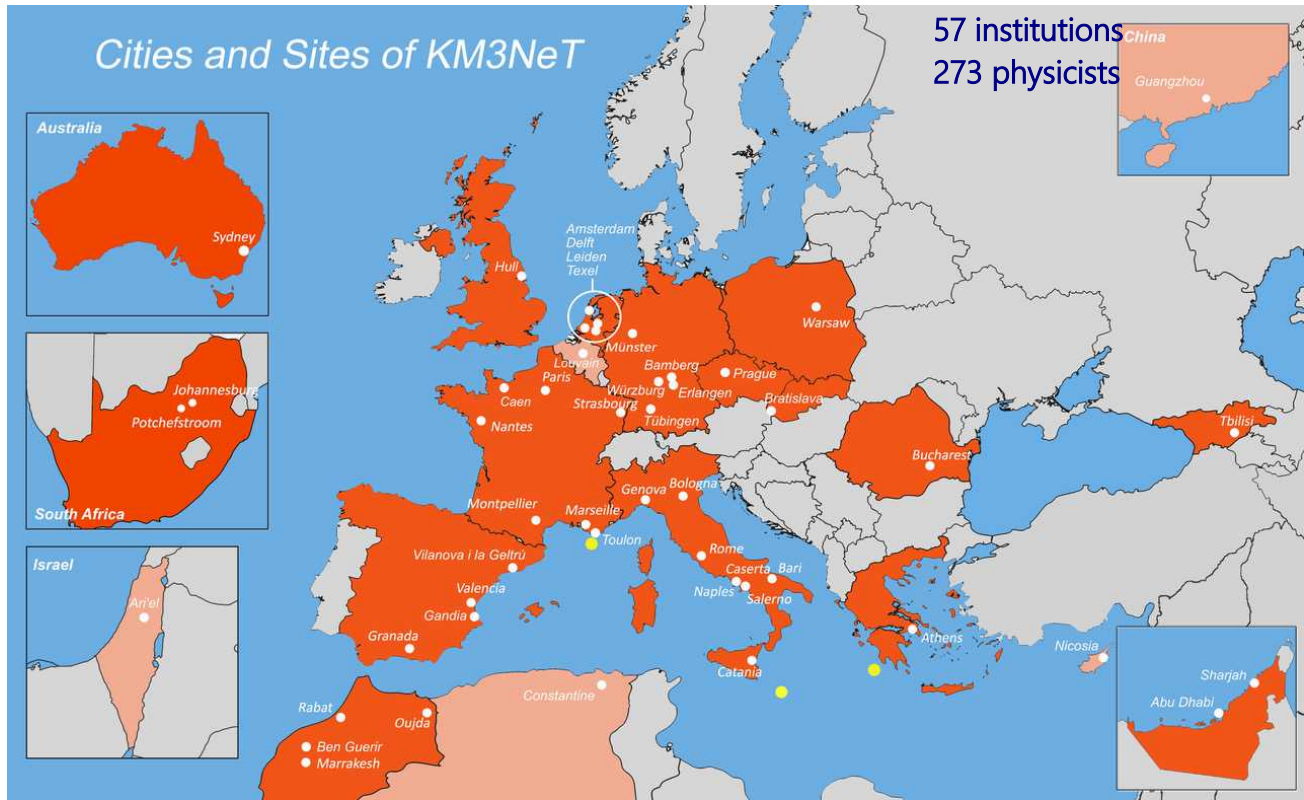 Cities and Sites of KM3NeT
57 institutions
273 physicists
China
Guangzhou
Australia
Sydney
Johannesburg
Potchefstroom
South Africa
Israel
Ari'el
Amsterdam
Delft
Leiden
Texel
Hull
Warsaw
Münster
Louvain
Paris
Bamberg
Prague
Würzburg
Erlangen
Caen
Strasbourg
Bratislava
Nantes
Tübingen
Tbilisi
Bucharest
Genova
Bologna
Montpellier
Marseille
Toulon
Vilanova i la Geltrú
Rome
Caserta
Bari
Valencia
Naples
Salerno
Gandia
Granada
Athens
Catania
Nicosia
Constantine
Sharjah
Abu Dhabi
Rabat
Oujda
Ben Guerir
Marrakesh